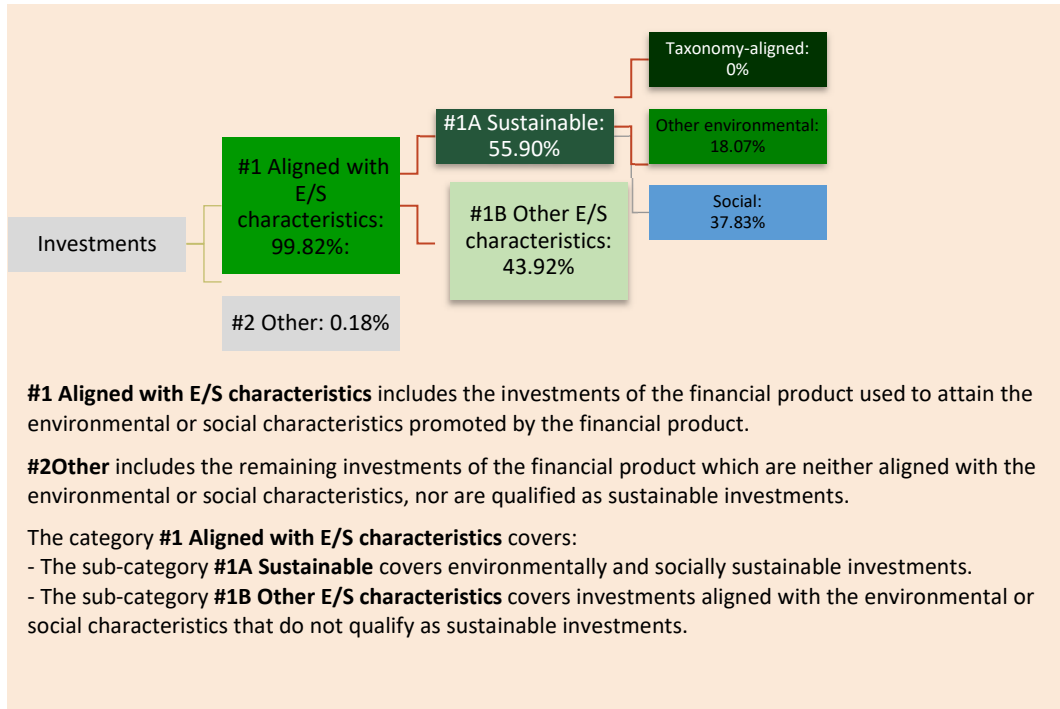 Investments
#1 Aligned with
E/S
characteristics:
99.82%:
#2 Other: 0.18%
#1A Sustainable:
55.90%
#1B Other E/S
characteristics:
43.92%
Taxonomy-aligned:
0%
Other environmental:
18.07%
Social:
37.83%
#1 Aligned with E/S characteristics includes the investments of the financial product used to attain the
environmental or social characteristics promoted by the financial product.
#2Other includes the remaining investments of the financial product which are neither aligned with the
environmental or social characteristics, nor are qualified as sustainable investments.
The category #1 Aligned with E/S characteristics covers:
- The sub-category #1A Sustainable covers environmentally and socially sustainable investments.
- The sub-category #1B Other E/S characteristics covers investments aligned with the environmental or
social characteristics that do not qualify as sustainable investments.